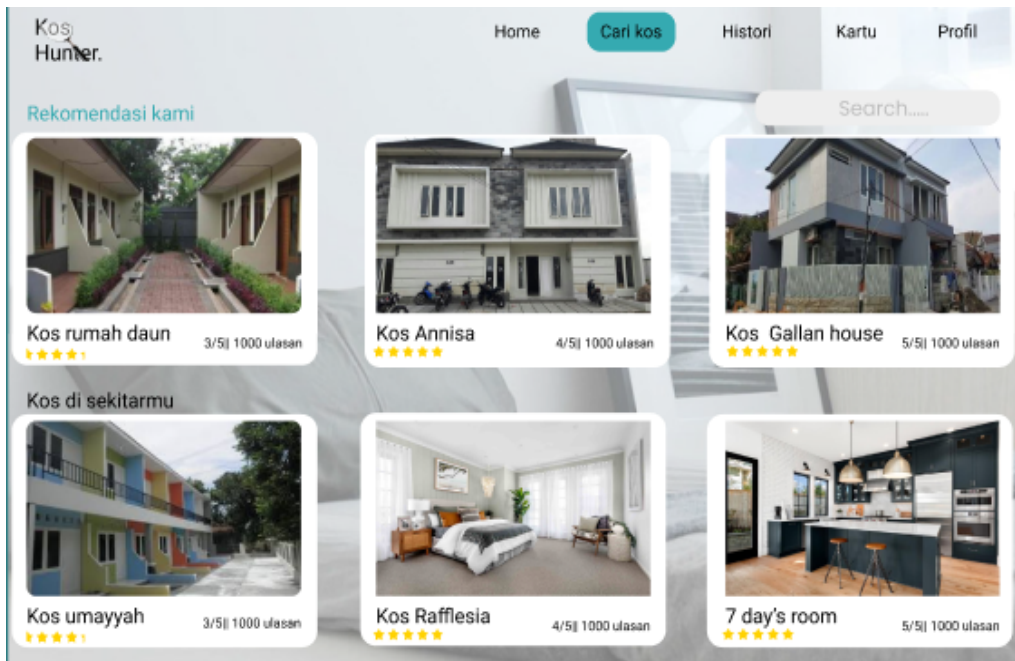 Kos
Hunter.
Home
Cari kos
Histori
Kartu
Profil
Rekomendasi kami
Search.....
Kos rumah daun
3/5|| 1000 ulasan
Kos Annisa
4/5|| 1000 ulasan
Kos Gallan house
5/5|| 1000 ulasan
Kos di sekitarmu
Kos umayyah
3/5|| 1000 ulasan
Kos Rafflesia
4/5|| 1000 ulasan
7 day's room
5/5|| 1000 ulasan